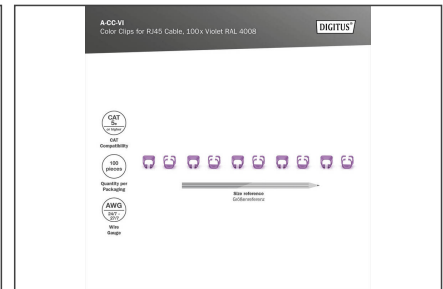 A-CC-VI
Color Clips for RJ45 Cable, 100x Violet RAL 4008
DIGITUS®
CAT
5e
or higher
CAT
Compatibility
100
pieces
Quantity per
Packaging
AWG
24/7 -
27/7
Wire
Gauge
Size reference
Größenreferenz